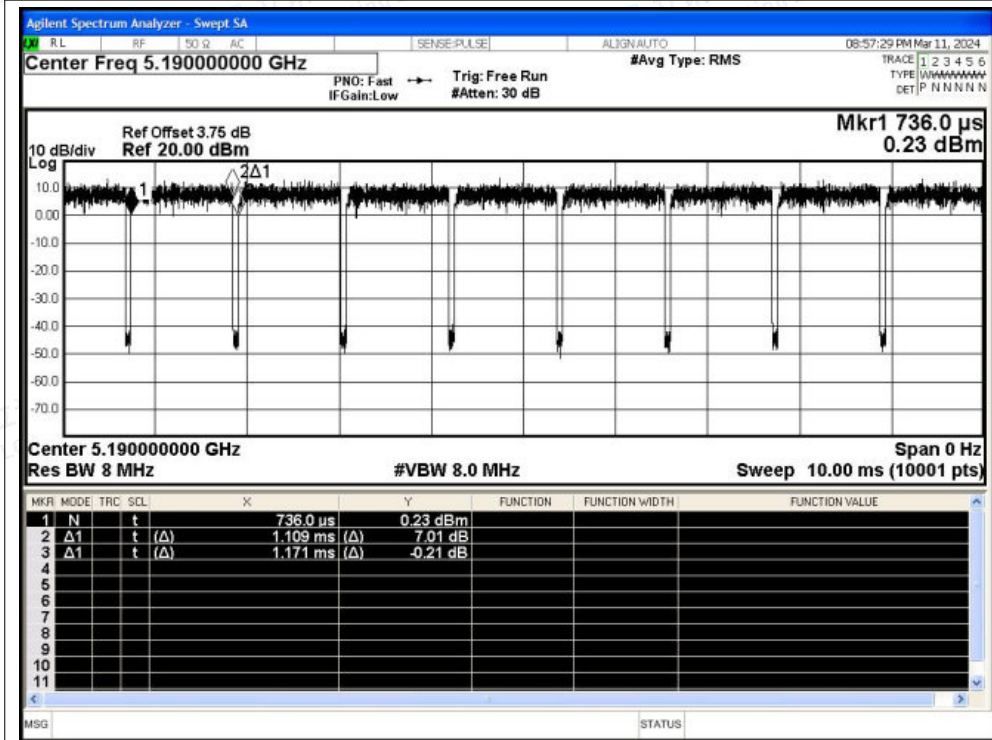 Agilent Spectrum Analyzer - Swept SA
LXI RL RF 50 Ω AC SENSE:PULSE ALIGNAUTO 08:57:29 PM Mar 11, 2024
Center Freq 5.190000000 GHz #Avg Type: RMS TRACE 1 2 3 4 5 6
PNO: Fast Trig: Free Run TYPE
IFGain:Low #Atten: 30 dB DET P N N N N N
Mkr1 736.0 µs
Ref Offset 3.75 dB
10 dB/div Ref 20.00 dBm 0.23 dBm
Log
2Δ1
10.0
1
0.00
-10.0
-20.0
-30.0
-40.0
-50.0
-60.0
-70.0
Center 5.190000000 GHz Span 0 Hz
Res BW 8 MHz #VBW 8.0 MHz Sweep 10.00 ms (10001 pts)
MKR MODE TRC SCL X Y FUNCTION FUNCTION WIDTH FUNCTION VALUE
1 N t 736.0 µs 0.23 dBm
2 Δ1 t (Δ) 1.109 ms (Δ) 7.01 dB
3 Δ1 t (Δ) 1.171 ms (Δ) -0.21 dB
4
5
6
7
8
9
10
11
MSG STATUS